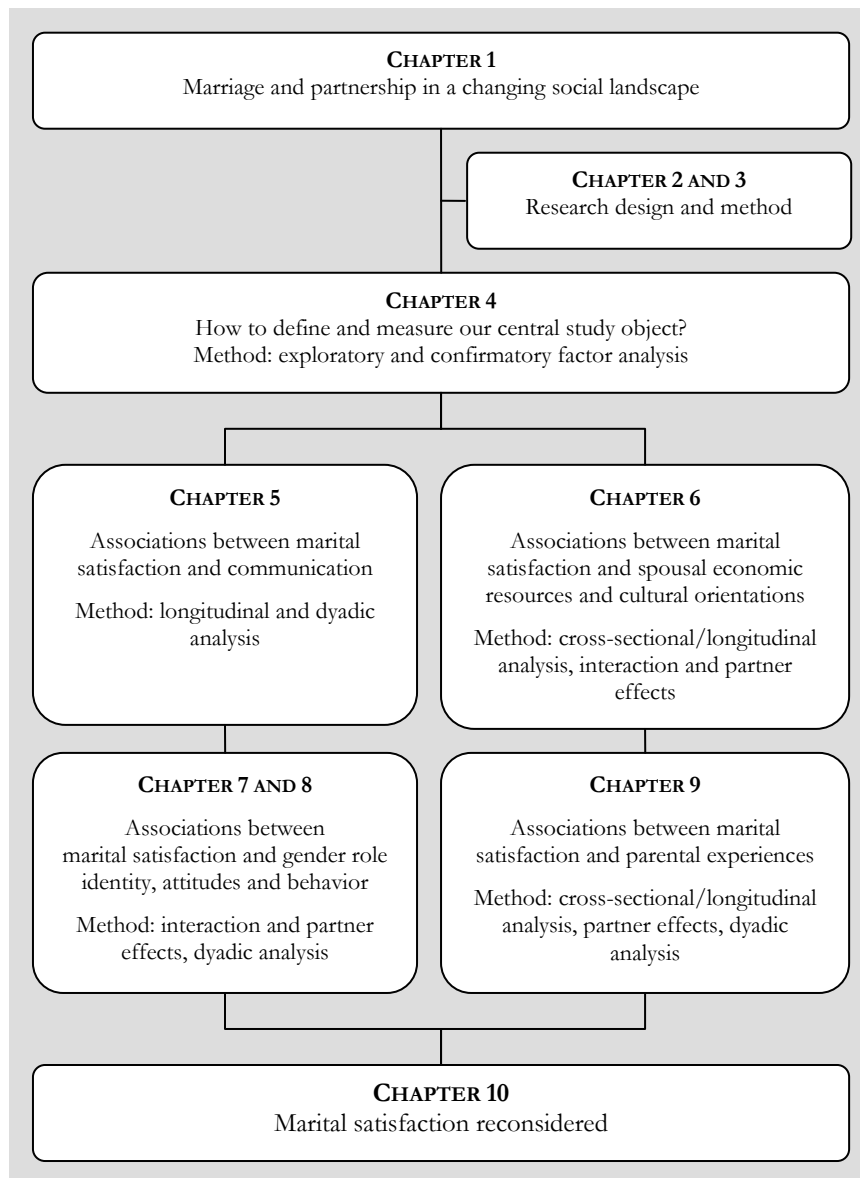 CHAPTER 1
Marriage and partnership in a changing social landscape
CHAPTER 2 AND 3
Research design and method
CHAPTER 4
How to define and measure our central study object?
Method: exploratory and confirmatory factor analysis
CHAPTER 5
Associations between marital
satisfaction and communication
Method: longitudinal and dyadic
analysis
CHAPTER 6
Associations between marital
satisfaction and spousal economic
resources and cultural orientations
Method: cross-sectional/longitudinal
analysis, interaction and partner
effects
CHAPTER 7 AND 8
Associations between
marital satisfaction and gender role
identity, attitudes and behavior
Method: interaction and partner
effects, dyadic analysis
CHAPTER 9
Associations between marital
satisfaction and parental experiences
Method: cross-sectional/longitudinal
analysis, partner effects, dyadic
analysis
CHAPTER 10
Marital satisfaction reconsidered